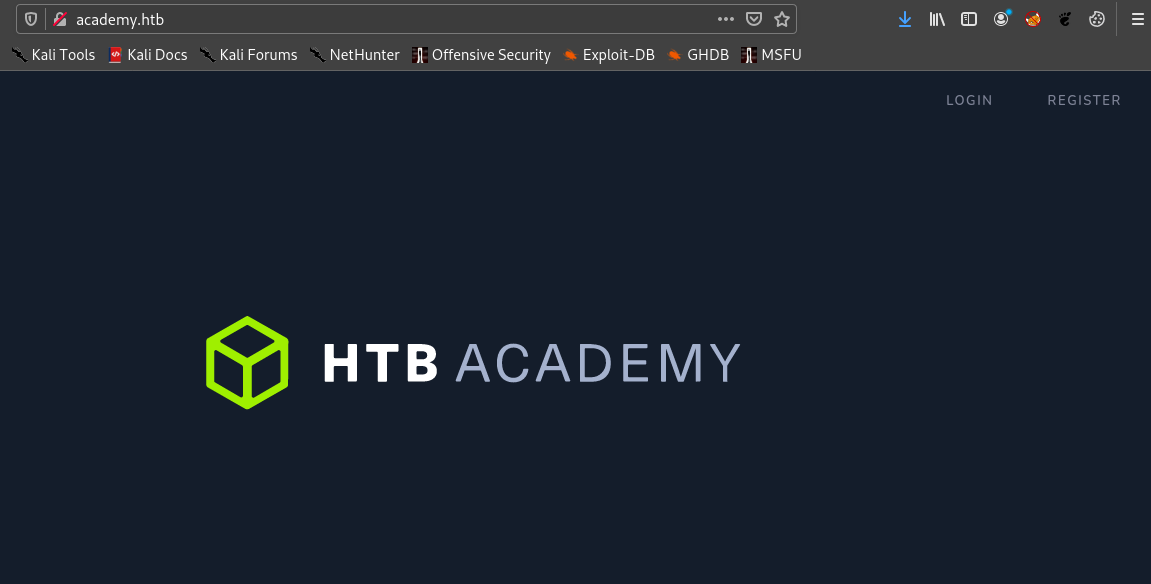 academy.htb
Kali Tools Kali Docs Kali Forums NetHunter Offensive Security Exploit-DB GHDB MSFU
LOGIN REGISTER
HTB ACADEMY